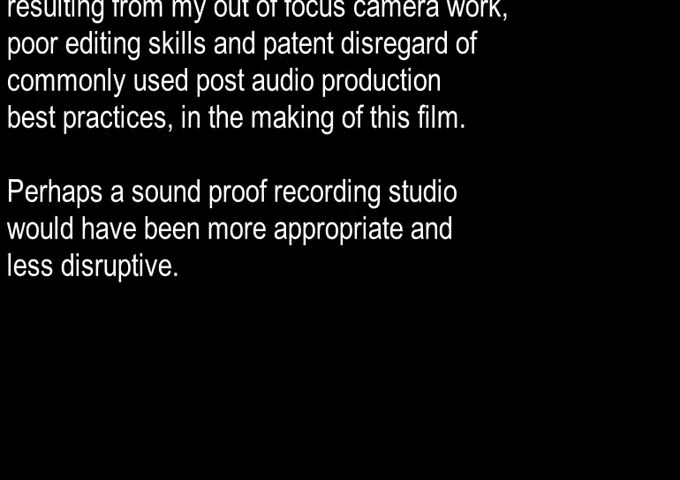 resulting from my out of focus camera work,
poor editing skills and patent disregard of
commonly used post audio production
best practices, in the making of this film.
Perhaps a sound proof recording studio
would have been more appropriate and
less disruptive.